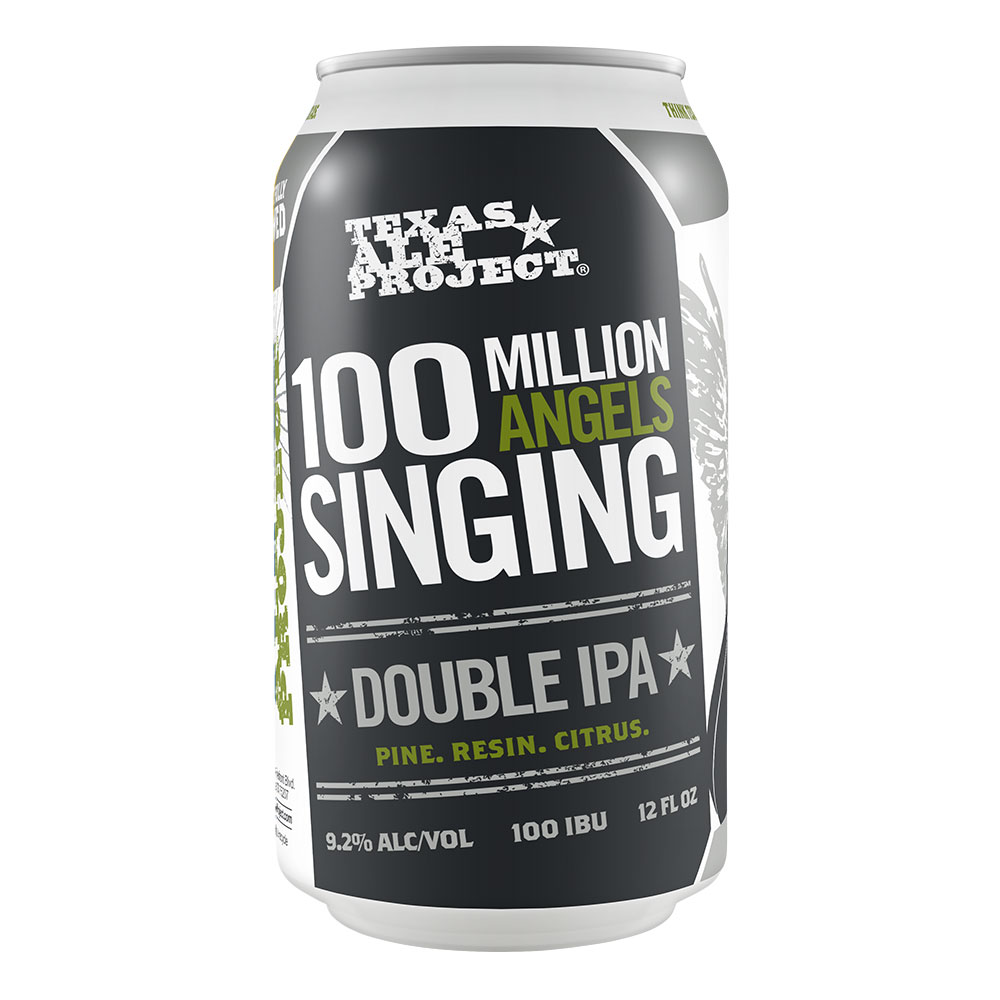 THINK
TEXAS
ALE
PROJECT®
100 MILLION
ANGELS
SINGING
DOUBLE IPA
PINE. RESIN. CITRUS.
9.2% ALC/VOL 100 IBU 12 FL OZ